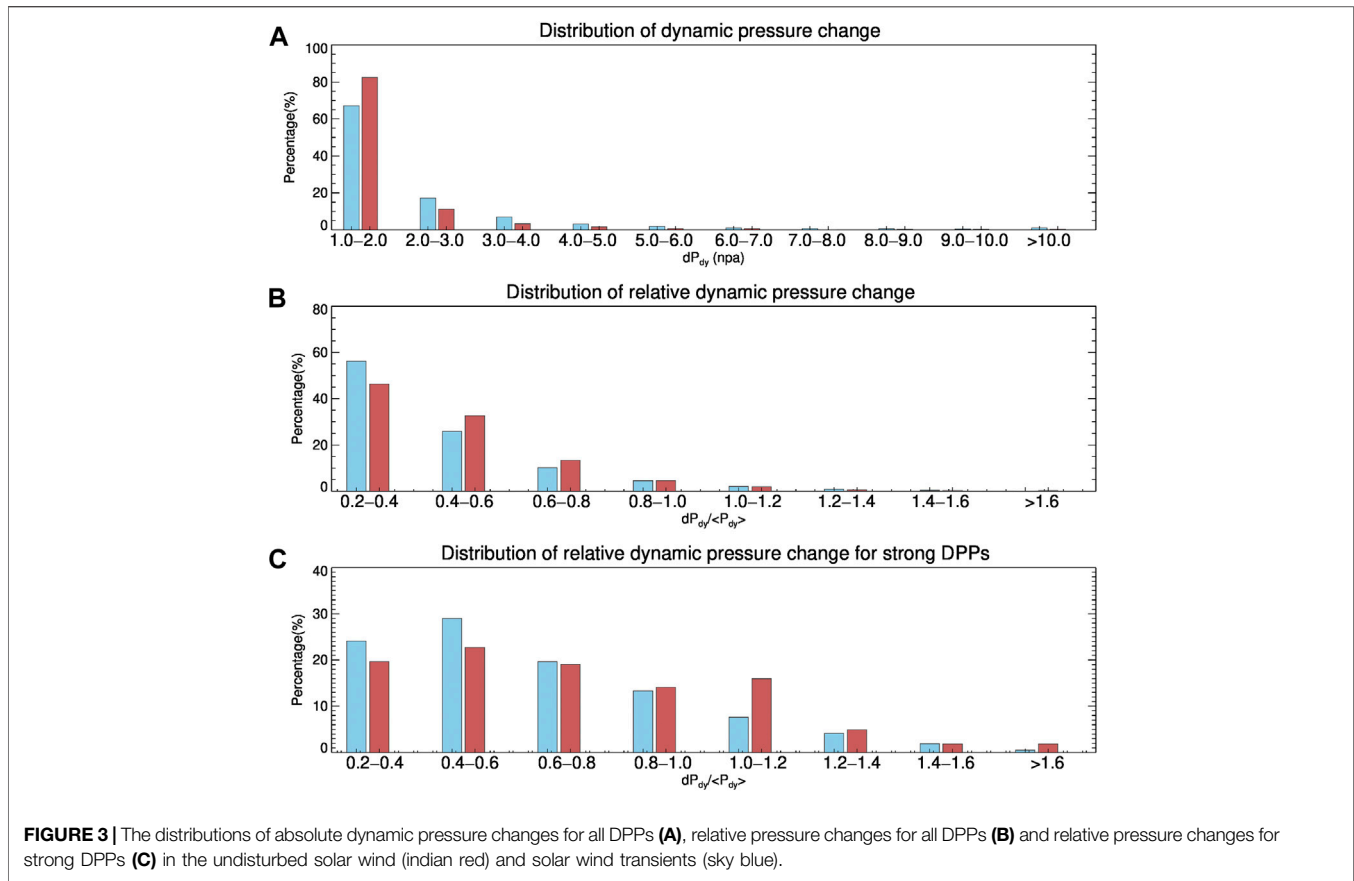 A
Distribution of dynamic pressure change
Percentage(%)
100
80
60
40
20
0
1.0–2.0 2.0–3.0 3.0–4.0 4.0–5.0 5.0–6.0 6.0–7.0 7.0–8.0 8.0–9.0 9.0–10.0 >10.0
dPdy (npa)
B
Distribution of relative dynamic pressure change
Percentage(%)
80
60
40
20
0
0.2–0.4 0.4–0.6 0.6–0.8 0.8–1.0 1.0–1.2 1.2–1.4 1.4–1.6 >1.6
dPdy/<Pdy>
C
Distribution of relative dynamic pressure change for strong DPPs
Percentage(%)
40
30
20
10
0
0.2–0.4 0.4–0.6 0.6–0.8 0.8–1.0 1.0–1.2 1.2–1.4 1.4–1.6 >1.6
dPdy/<Pdy>
FIGURE 3 | The distributions of absolute dynamic pressure changes for all DPPs (A), relative pressure changes for all DPPs (B) and relative pressure changes for
strong DPPs (C) in the undisturbed solar wind (indian red) and solar wind transients (sky blue).